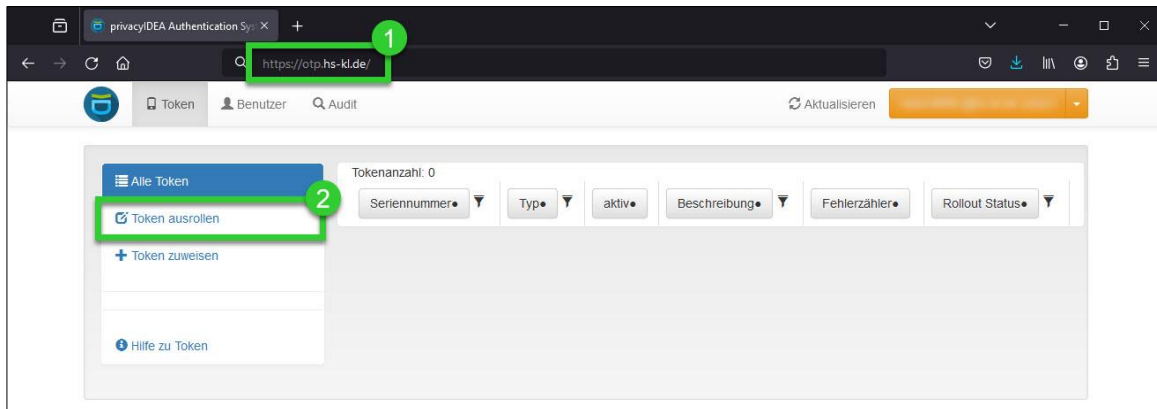 privacyIDEA Authentication Sys
1
https://otp.hs-kl.de/
Token Benutzer Audit Aktualisieren
Alle Token
2
Token ausrollen
Token zuweisen
Hilfe zu Token
Tokenanzahl: 0
Seriennummer Typ aktiv Beschreibung Fehlerzähler Rollout Status